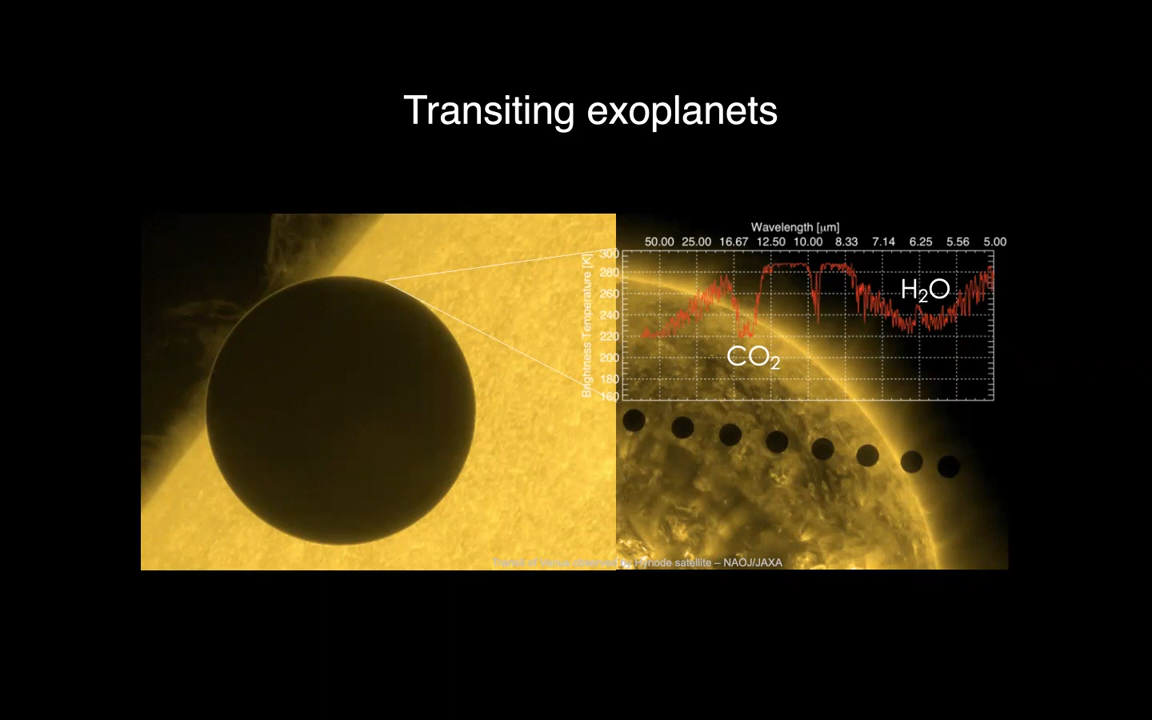 Transiting exoplanets
Wavelength [µm]
50.00 25.00 16.67 12.50 10.00 8.33 7.14 6.25 5.56 5.00
Brightness Temperature [K]
300
280
260
240
220
200
180
160
H₂O
CO₂
satellite – NAOJ/JAXA